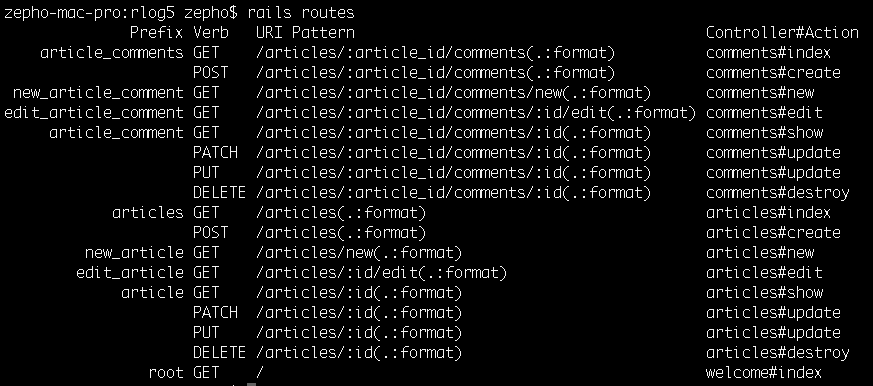 zepho-mac-pro:rlog5 zepho$ rails routes
Prefix Verb URI Pattern Controller#Action
article_comments GET /articles/:article_id/comments(.:format) comments#index
POST /articles/:article_id/comments(.:format) comments#create
new_article_comment GET /articles/:article_id/comments/new(.:format) comments#new
edit_article_comment GET /articles/:article_id/comments/:id/edit(.:format) comments#edit
article_comment GET /articles/:article_id/comments/:id(.:format) comments#show
PATCH /articles/:article_id/comments/:id(.:format) comments#update
PUT /articles/:article_id/comments/:id(.:format) comments#update
DELETE /articles/:article_id/comments/:id(.:format) comments#destroy
articles GET /articles(.:format) articles#index
POST /articles(.:format) articles#create
new_article GET /articles/new(.:format) articles#new
edit_article GET /articles/:id/edit(.:format) articles#edit
article GET /articles/:id(.:format) articles#show
PATCH /articles/:id(.:format) articles#update
PUT /articles/:id(.:format) articles#update
DELETE /articles/:id(.:format) articles#destroy
root GET / welcome#index